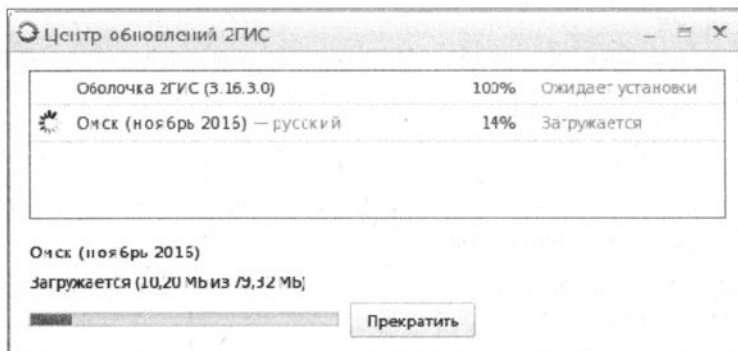 Центр обновлений 2ГИС
Оболочка 2ГИС (3.16.3.0) 100% Ожидает установки
Омск (ноябрь 2015) — русский 14% Загружается
Омск (ноябрь 2015)
Загружается (10,20 МБ из 79,32 МБ)
Прекратить